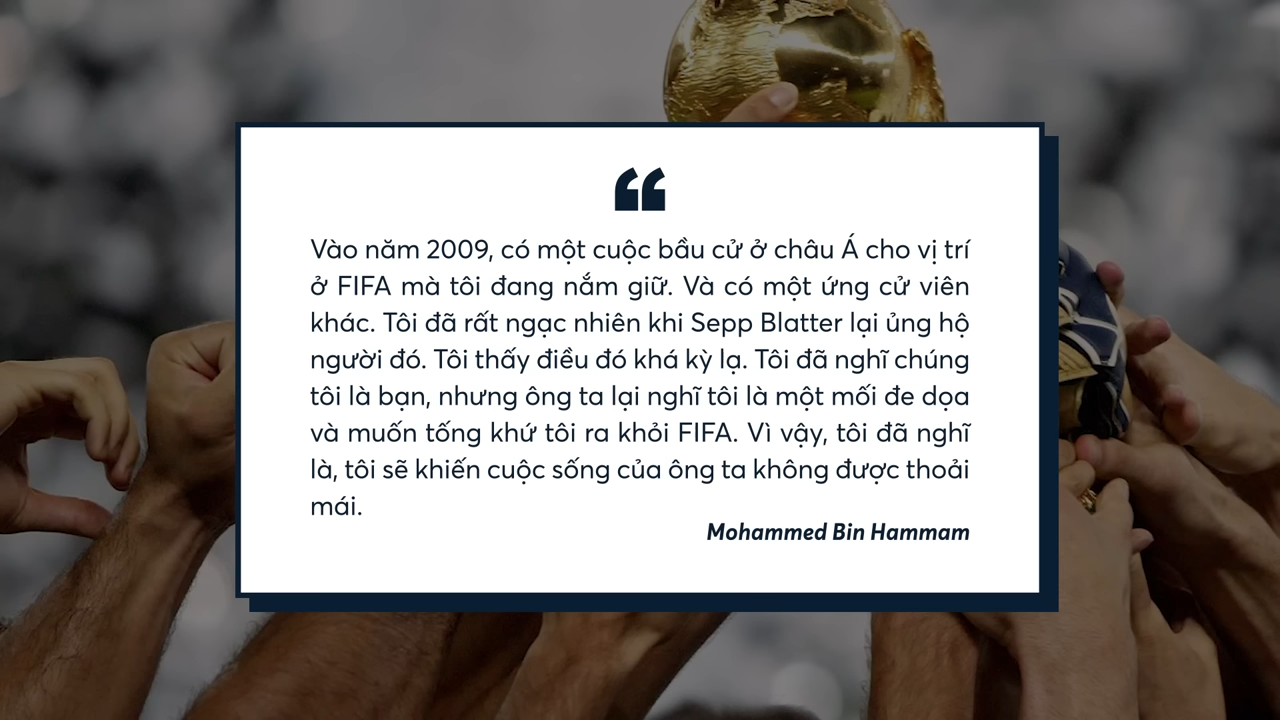 “
Vào năm 2009, có một cuộc bầu cử ở châu Á cho vị trí
ở FIFA mà tôi đang nắm giữ. Và có một ứng cử viên
khác. Tôi đã rất ngạc nhiên khi Sepp Blatter lại ủng hộ
người đó. Tôi thấy điều đó khá kỳ lạ. Tôi đã nghĩ chúng
tôi là bạn, nhưng ông ta lại nghĩ tôi là một mối đe dọa
và muốn tống khứ tôi ra khỏi FIFA. Vì vậy, tôi đã nghĩ
là, tôi sẽ khiến cuộc sống của ông ta không được thoải
mái.
Mohammed Bin Hammam